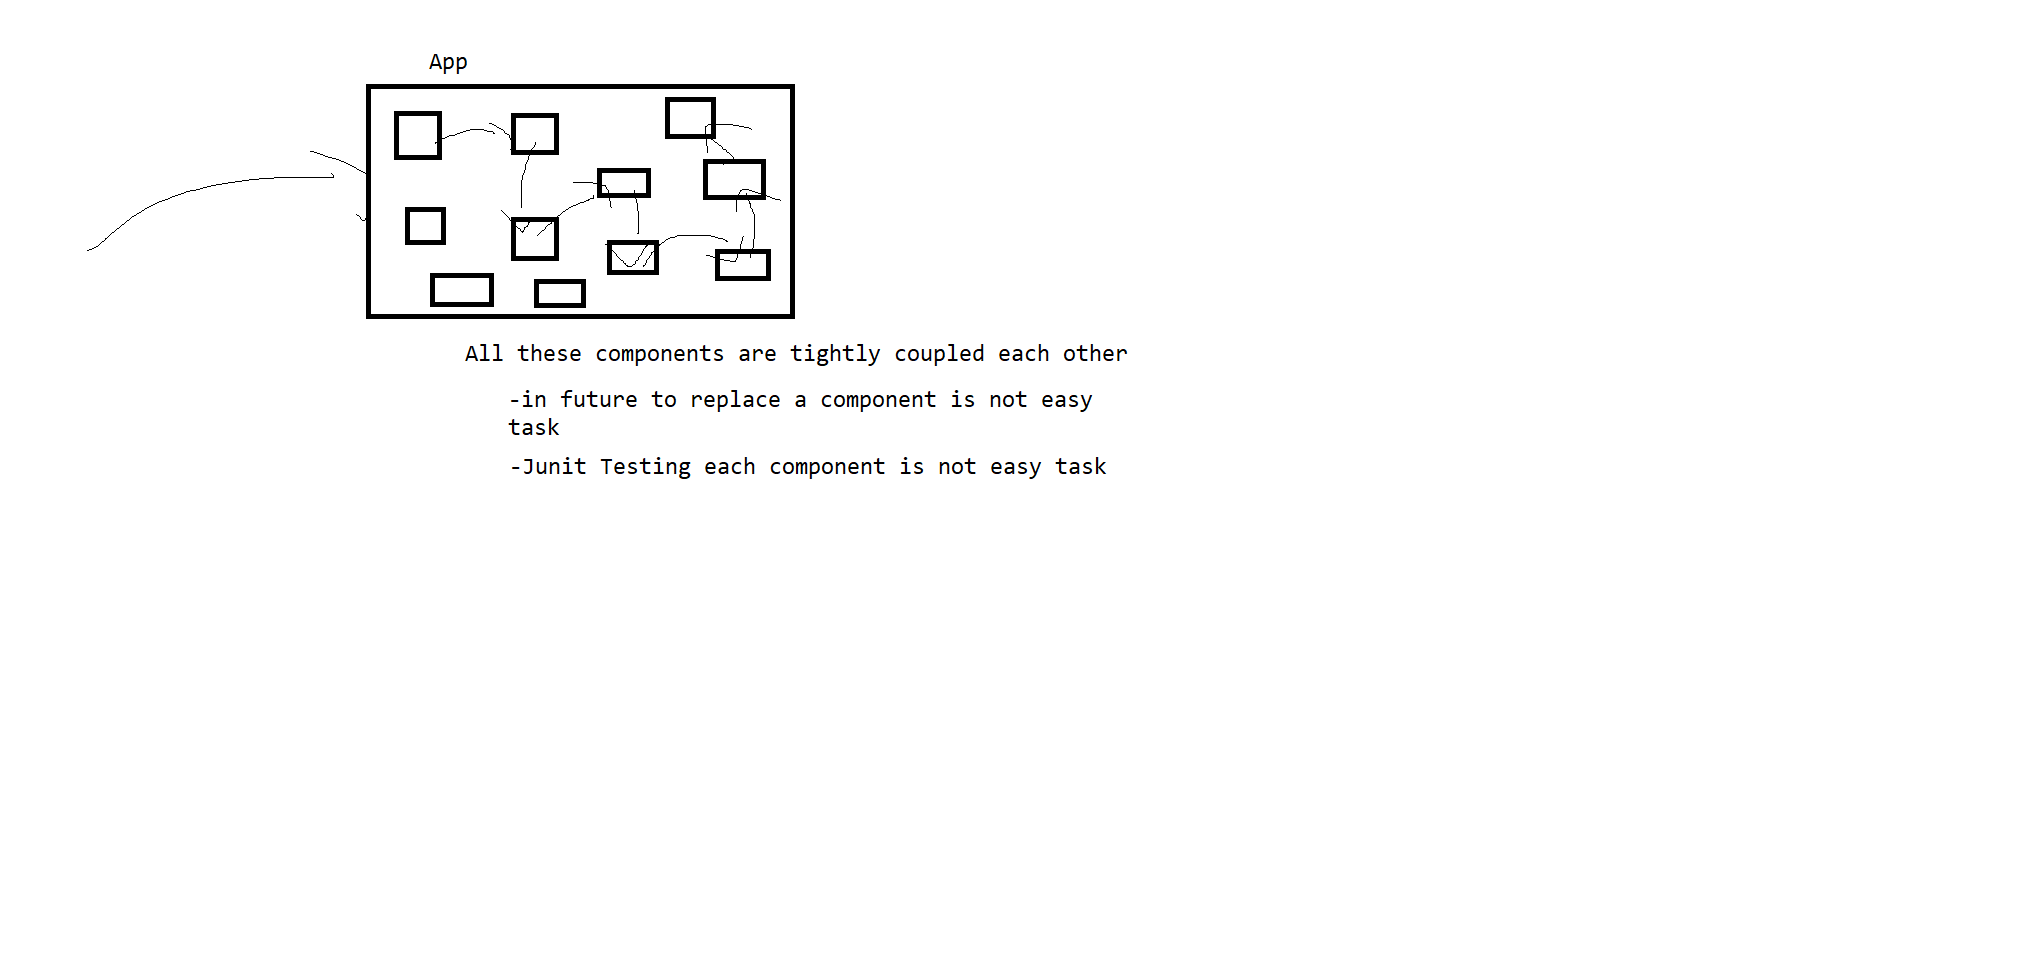 App
All these components are tightly coupled each other
-in future to replace a component is not easy
task
-Junit Testing each component is not easy task